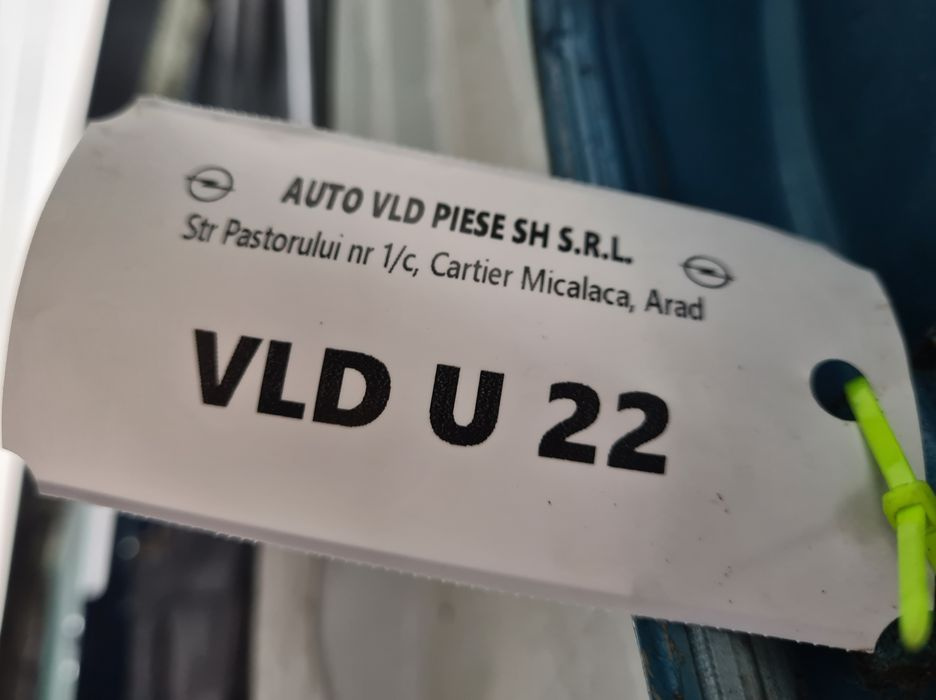 AUTO VLD PIESE SH S.R.L.
Str Pastorului nr 1/c, Cartier Micalaca, Arad
VLD U 22